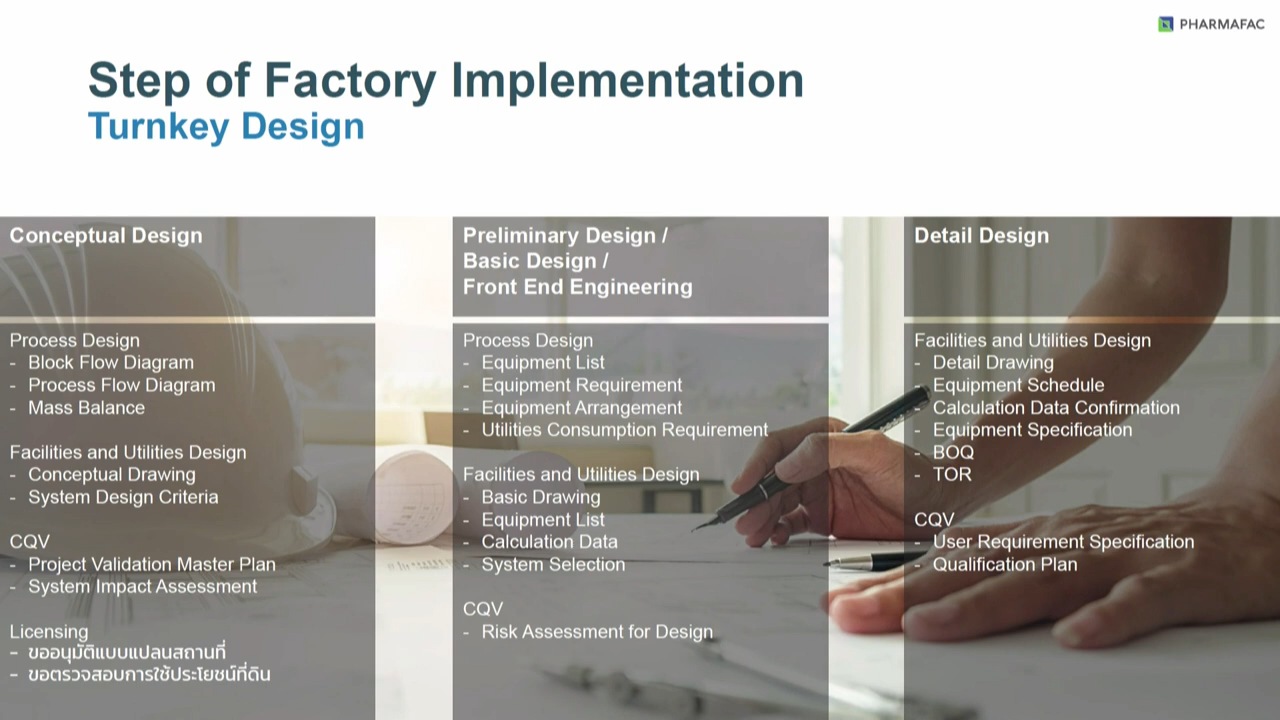 PHARMAFAC
Step of Factory Implementation
Turnkey Design
Conceptual Design
Process Design
- Block Flow Diagram
- Process Flow Diagram
- Mass Balance
Facilities and Utilities Design
- Conceptual Drawing
- System Design Criteria
CQV
- Project Validation Master Plan
- System Impact Assessment
Licensing
- ขออนุมัติแบบแปลนสถานที่
- ขอตรวจสอบการใช้ประโยชน์ที่ดิน
Preliminary Design /
Basic Design /
Front End Engineering
Process Design
- Equipment List
- Equipment Requirement
- Equipment Arrangement
- Utilities Consumption Requirement
Facilities and Utilities Design
- Basic Drawing
- Equipment List
- Calculation Data
- System Selection
CQV
- Risk Assessment for Design
Detail Design
Facilities and Utilities Design
- Detail Drawing
- Equipment Schedule
- Calculation Data Confirmation
- Equipment Specification
- BOQ
- TOR
CQV
- User Requirement Specification
- Qualification Plan